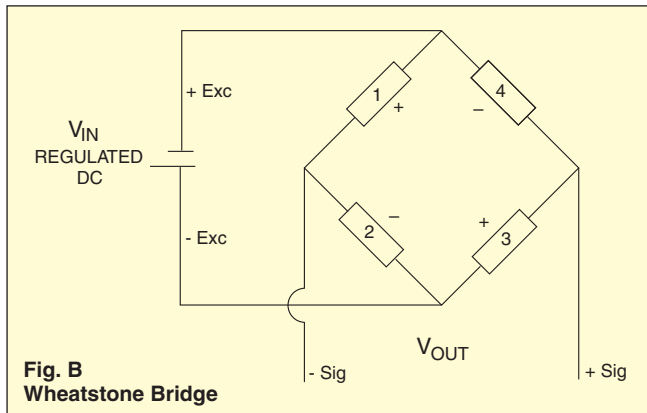 + Exc
1
+
4
–
V_IN
REGULATED
DC
– Exc
–
2
+
3
V_OUT
Fig. B
Wheatstone Bridge
- Sig
+ Sig